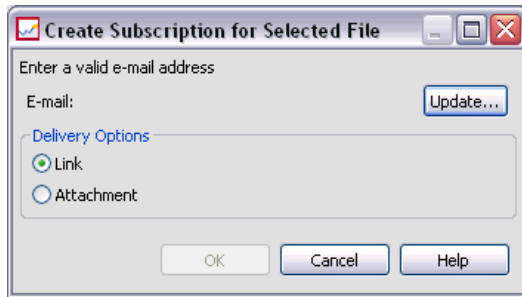 Create Subscription for Selected File
Enter a valid e-mail address
E-mail:
Update...
Delivery Options
Link
Attachment
OK
Cancel
Help